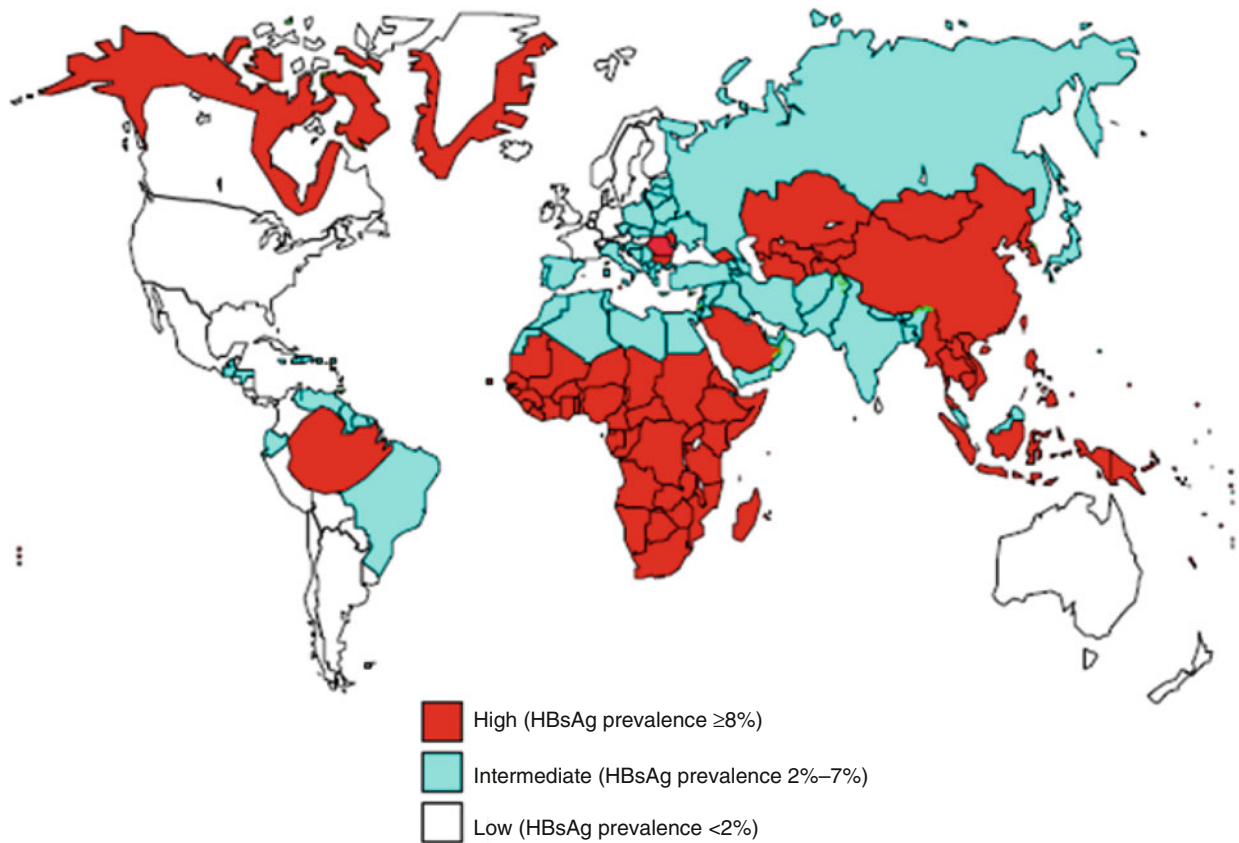 High (HBsAg prevalence ≥8%)
Intermediate (HBsAg prevalence 2%–7%)
Low (HBsAg prevalence <2%)